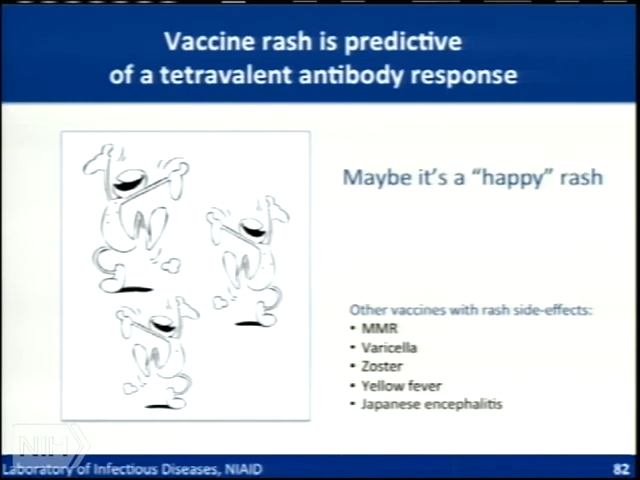 Vaccine rash is predictive
of a tetravalent antibody response
Maybe it's a “happy” rash
Other vaccines with rash side-effects:
• MMR
• Varicella
• Zoster
• Yellow fever
• Japanese encephalitis
NIH
Laboratory of Infectious Diseases, NIAID
82